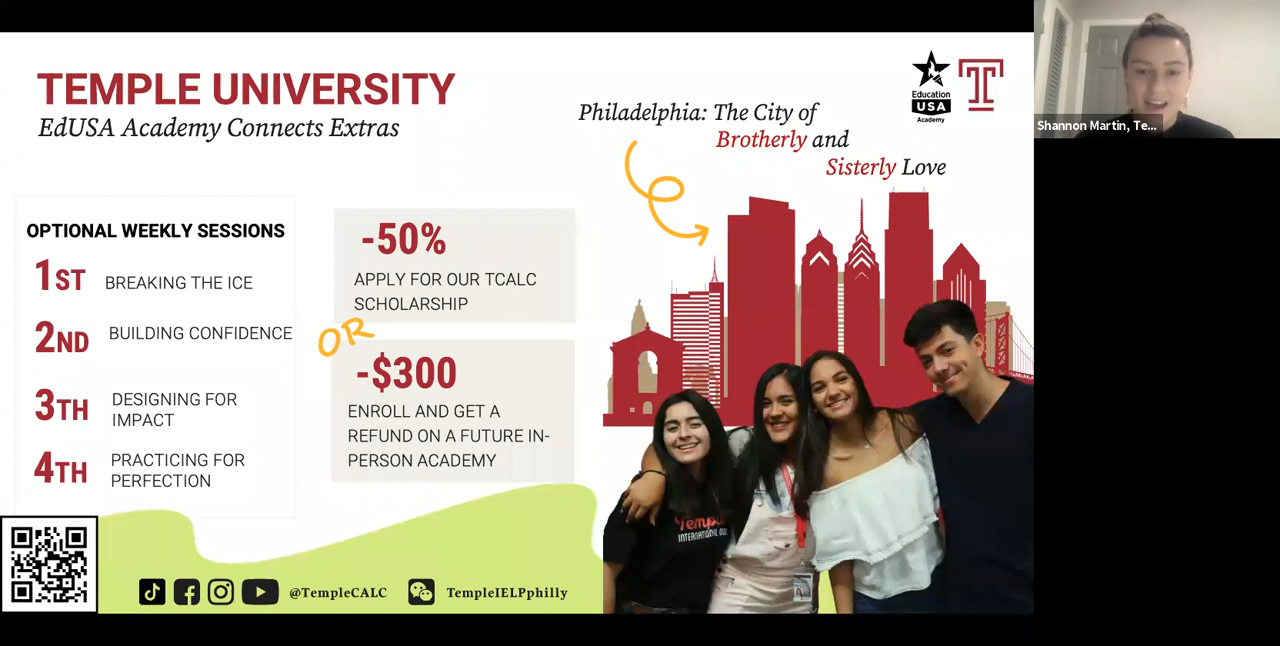 TEMPLE UNIVERSITY
EdUSA Academy Connects Extras
Education
USA
Academy
Philadelphia: The City of
Brotherly and
Sisterly Love
Shannon Martin, Te...
OPTIONAL WEEKLY SESSIONS
1ST BREAKING THE ICE
2ND BUILDING CONFIDENCE
3TH DESIGNING FOR
IMPACT
4TH PRACTICING FOR
PERFECTION
-50%
APPLY FOR OUR TCALC
SCHOLARSHIP
OR
-$300
ENROLL AND GET A
REFUND ON A FUTURE IN-
PERSON ACADEMY
Temple
INTERNATIONAL
@TempleCALC
TempleIELPphilly